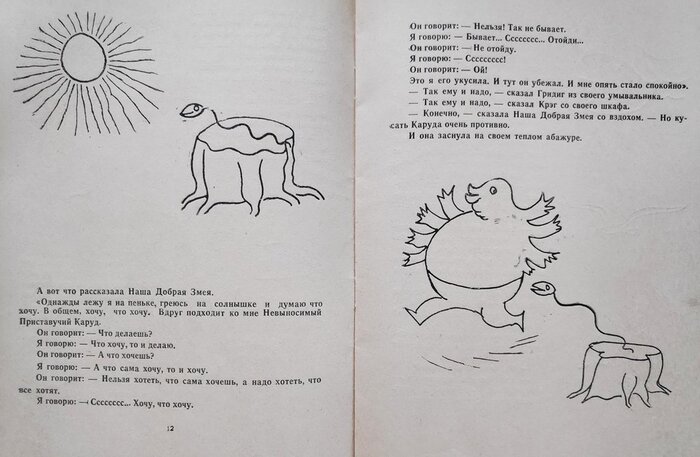 А вот что рассказала Наша Добрая Змея.
«Однажды лежу я на пеньке, греюсь на солнышке и думаю что
хочу. В общем, хочу, что хочу. Вдруг подходит ко мне Невыносимый
Приставучий Каруд.
Он говорит: — Что делаешь?
Я говорю: — Что хочу, то и делаю.
Он говорит: — А что хочешь?
Я говорю: — А что сама хочу, то и хочу.
Он говорит: — Нельзя хотеть, что сама хочешь, а надо хотеть, что
все хотят.
Я говорю: — Сссссссс... Хочу, что хочу.
12
Он говорит: — Нельзя! Так не бывает.
Я говорю: — Бывает... Сссссссс... Отойди...
Он говорит: — Не отойду.
Я говорю: — Сссссссс!
Он говорит: — Ой!
Это я его укусила. И тут он убежал. И мне опять стало спокойно».
— Так ему и надо, — сказал Гридиг из своего умывальника.
— Так ему и надо, — сказал Крэг со своего шкафа.
— Конечно, — сказала Наша Добрая Змея со вздохом. — Но ку-
сать Каруда очень противно.
И она заснула на своем теплом абажуре.